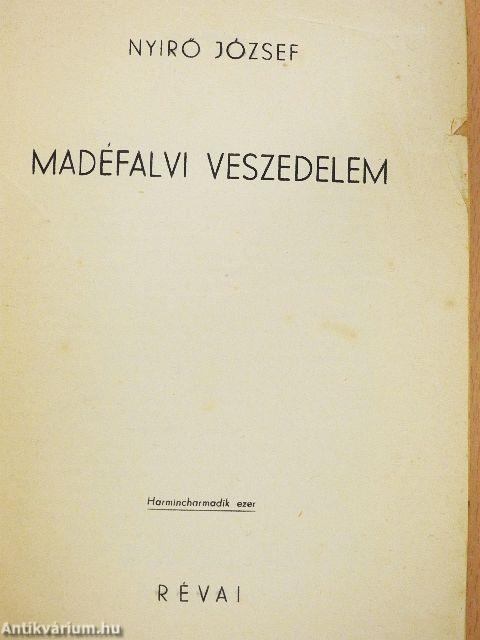 NYIRŐ JÓZSEF
MADÉFALVI VESZEDELEM
Harmincharmadik ezer
RÉVAI
Antikvárium.hu